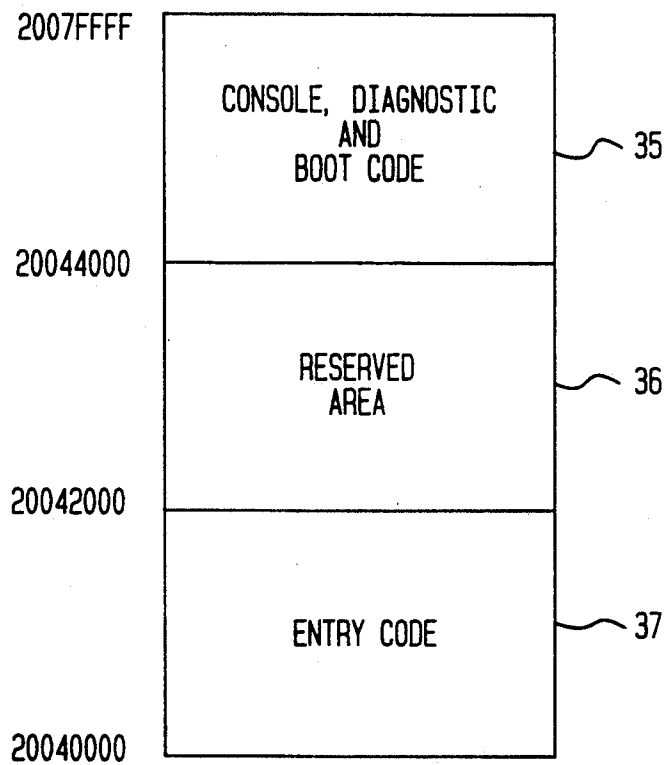 2007FFFF
CONSOLE, DIAGNOSTIC
AND
BOOT CODE
35
20044000
RESERVED
AREA
36
20042000
ENTRY CODE
37
20040000